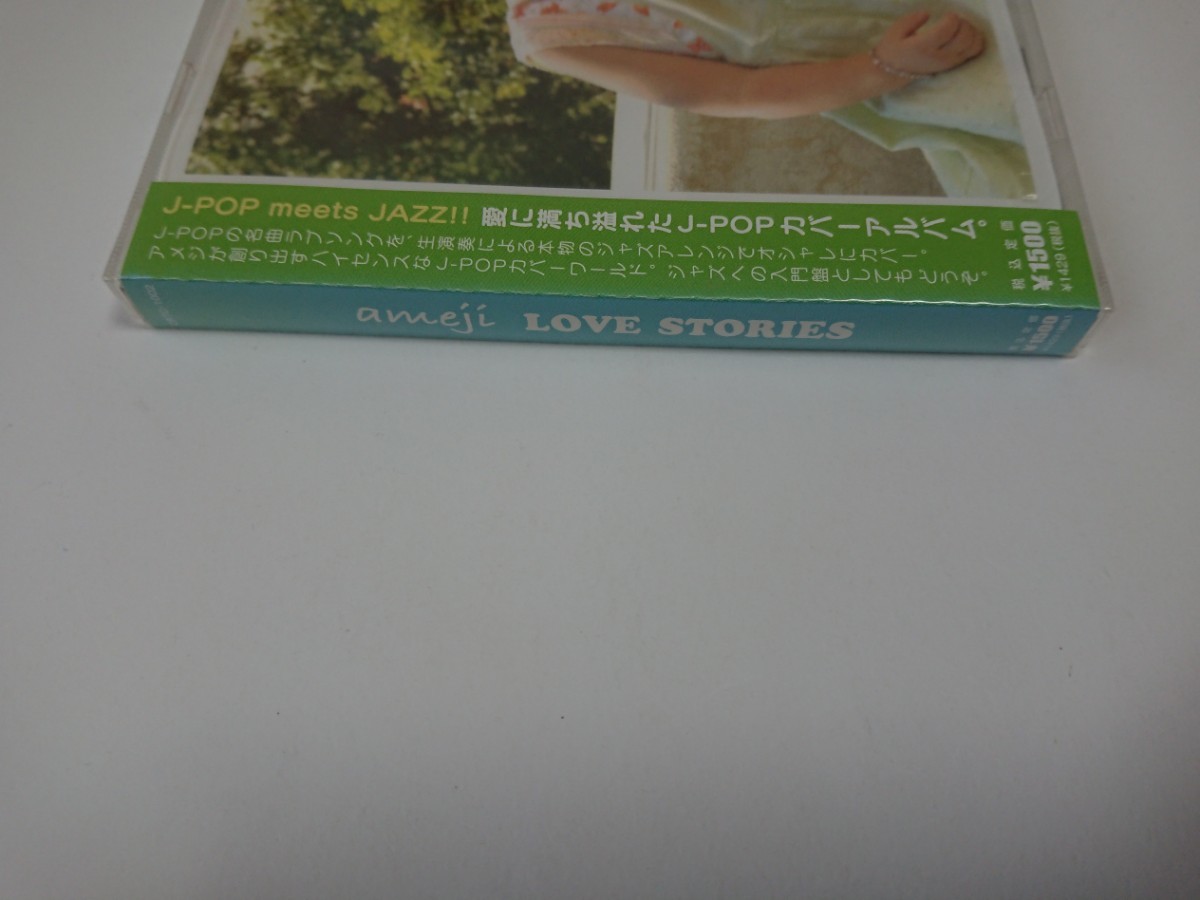 J-POP meets JAZZ!! 愛に満ち溢れたJ-POPカバーアルバム。
J-POPの名曲ラブソングを、生演奏による本物のジャズアレンジでオシャレにカバー。
アメジが創り出すハイセンスなJ-POPカバーワールド。ジャズへの入門盤としてもどうぞ。
税込定価
¥1500
¥1429(税抜)
ameji LOVE STORIES
¥1500